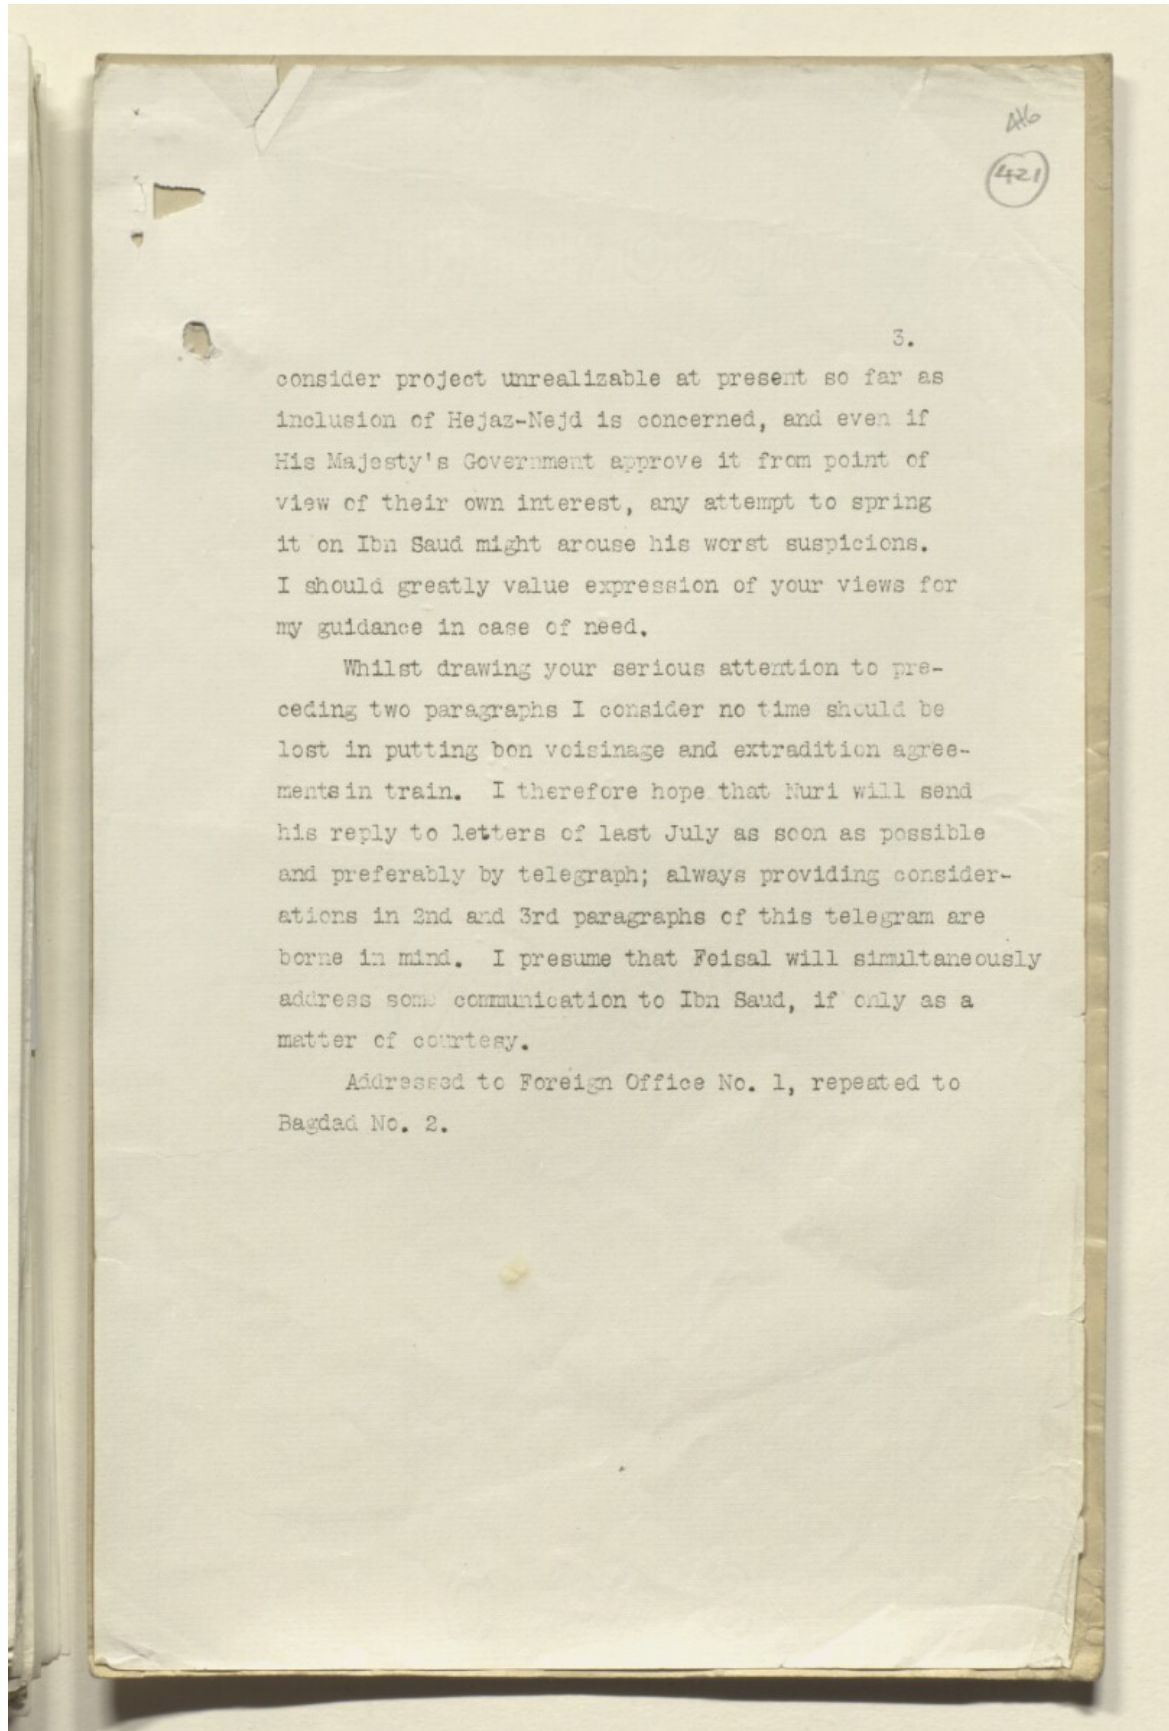 421
3.
consider project unrealizable at present so far as
inclusion of Hejaz-Nejd is concerned, and even if
His Majesty's Government approve it from point of
view of their own interest, any attempt to spring
it on Ibn Saud might arouse his worst suspicions.
I should greatly value expression of your views for
my guidance in case of need.
Whilst drawing your serious attention to pre-
ceding two paragraphs I consider no time should be
lost in putting bon voisinage and extradition agree-
ments in train. I therefore hope that Nuri will send
his reply to letters of last July as soon as possible
and preferably by telegraph; always providing consider-
ations in 2nd and 3rd paragraphs of this telegram are
borne in mind. I presume that Feisal will simultaneously
address some communication to Ibn Saud, if only as a
matter of courtesy.
Addressed to Foreign Office No. 1, repeated to
Bagdad No. 2.